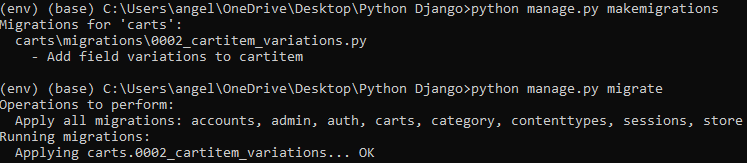 (env) (base) C:\Users\angel\OneDrive\Desktop\Python Django>python manage.py makemigrations
Migrations for 'carts':
  carts\migrations\0002_cartitem_variations.py
    - Add field variations to cartitem

(env) (base) C:\Users\angel\OneDrive\Desktop\Python Django>python manage.py migrate
Operations to perform:
  Apply all migrations: accounts, admin, auth, carts, category, contenttypes, sessions, store
Running migrations:
  Applying carts.0002_cartitem_variations... OK